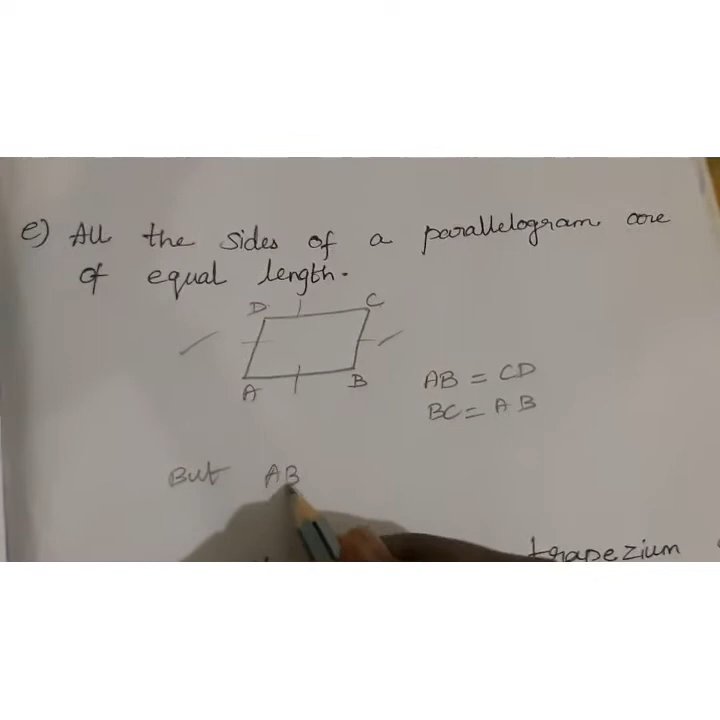 e) All the sides of a parallelogram are
of equal length.
D C
A B
AB = CD
BC = AB
But AB
trapezium